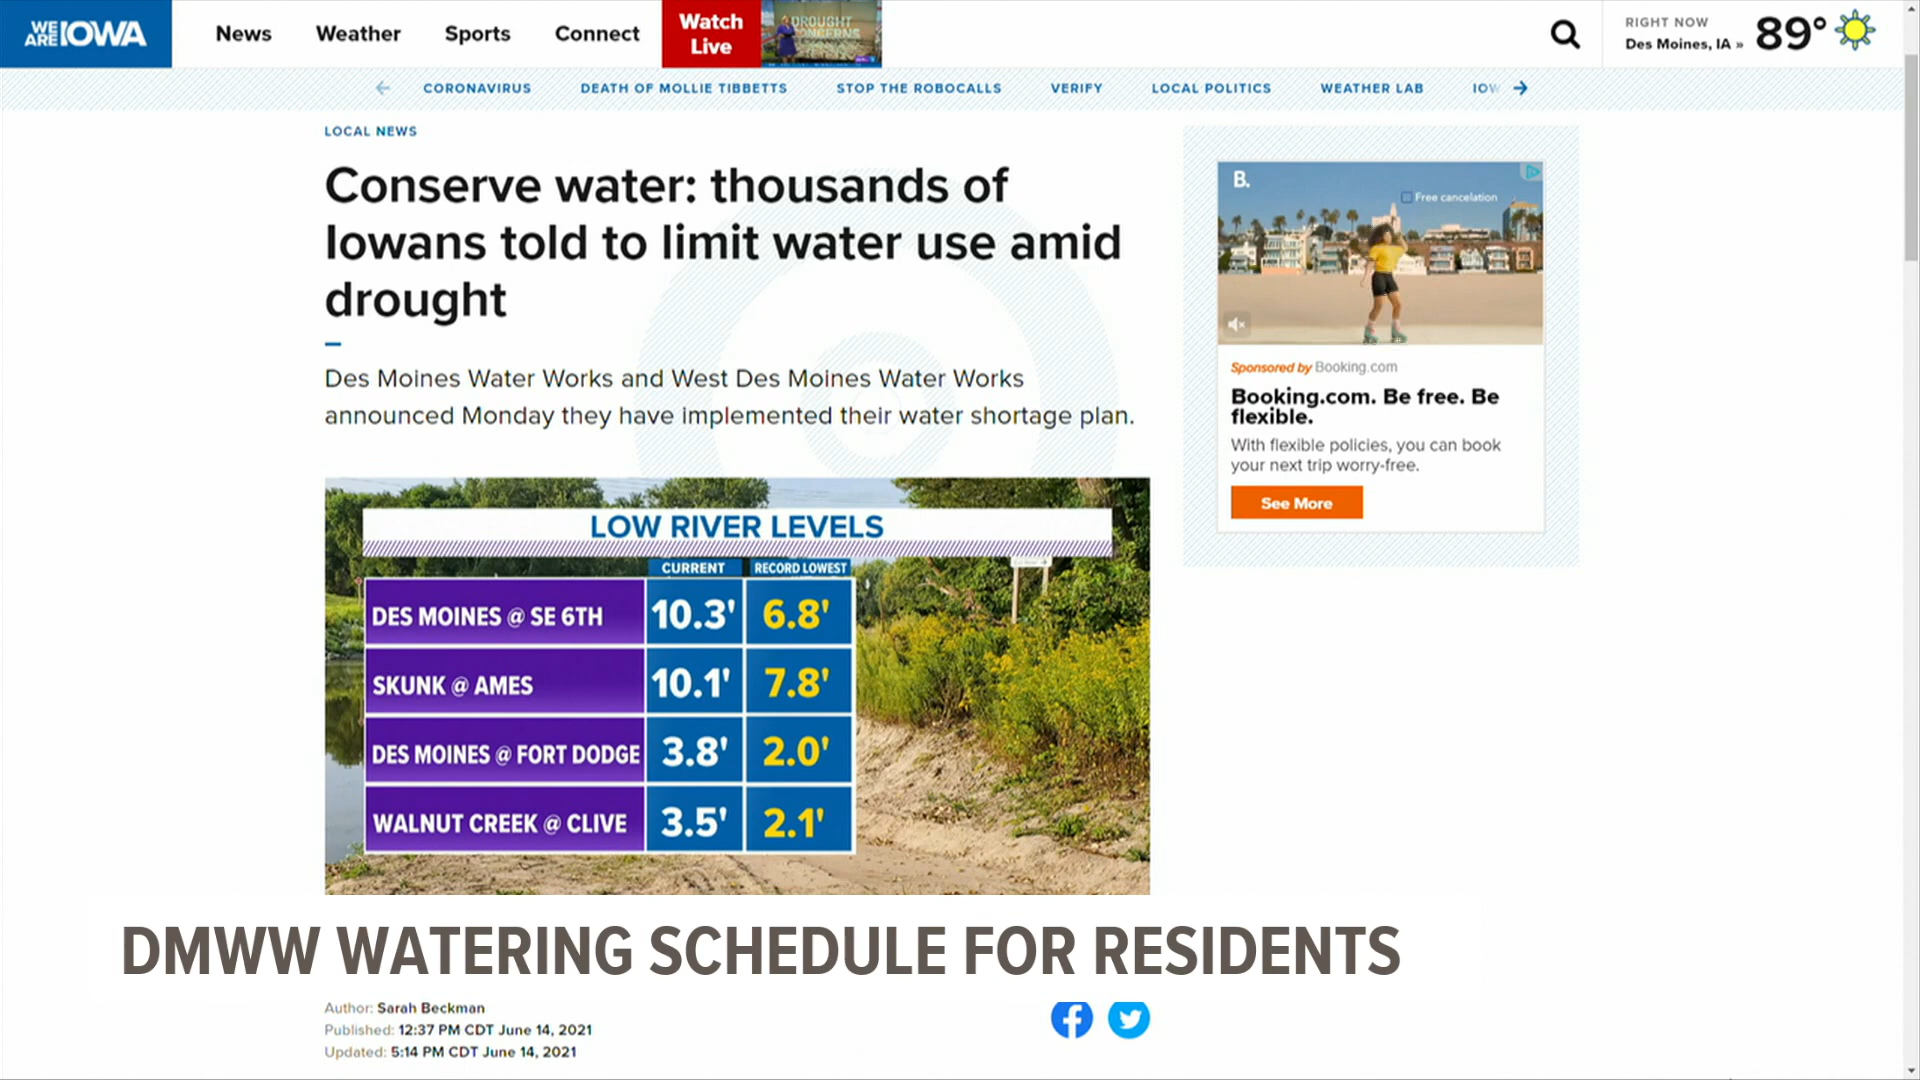 WE ARE IOWA
News
Weather
Sports
Connect
Watch
Live
DROUGHT
CONCERNS
RIGHT NOW
Des Moines, IA »
89°
CORONAVIRUS
DEATH OF MOLLIE TIBBETTS
STOP THE ROBOCALLS
VERIFY
LOCAL POLITICS
WEATHER LAB
IOW
LOCAL NEWS
Conserve water: thousands of
Iowans told to limit water use amid
drought
Des Moines Water Works and West Des Moines Water Works
announced Monday they have implemented their water shortage plan.
LOW RIVER LEVELS
CURRENT RECORD LOWEST
DES MOINES @ SE 6TH 10.3' 6.8'
SKUNK @ AMES 10.1' 7.8'
DES MOINES @ FORT DODGE 3.8' 2.0'
WALNUT CREEK @ CLIVE 3.5' 2.1'
B.
Free cancelation
Sponsored by Booking.com
Booking.com. Be free. Be
flexible.
With flexible policies, you can book
your next trip worry-free.
See More
DMWW WATERING SCHEDULE FOR RESIDENTS
Author: Sarah Beckman
Published: 12:37 PM CDT June 14, 2021
Updated: 5:14 PM CDT June 14, 2021